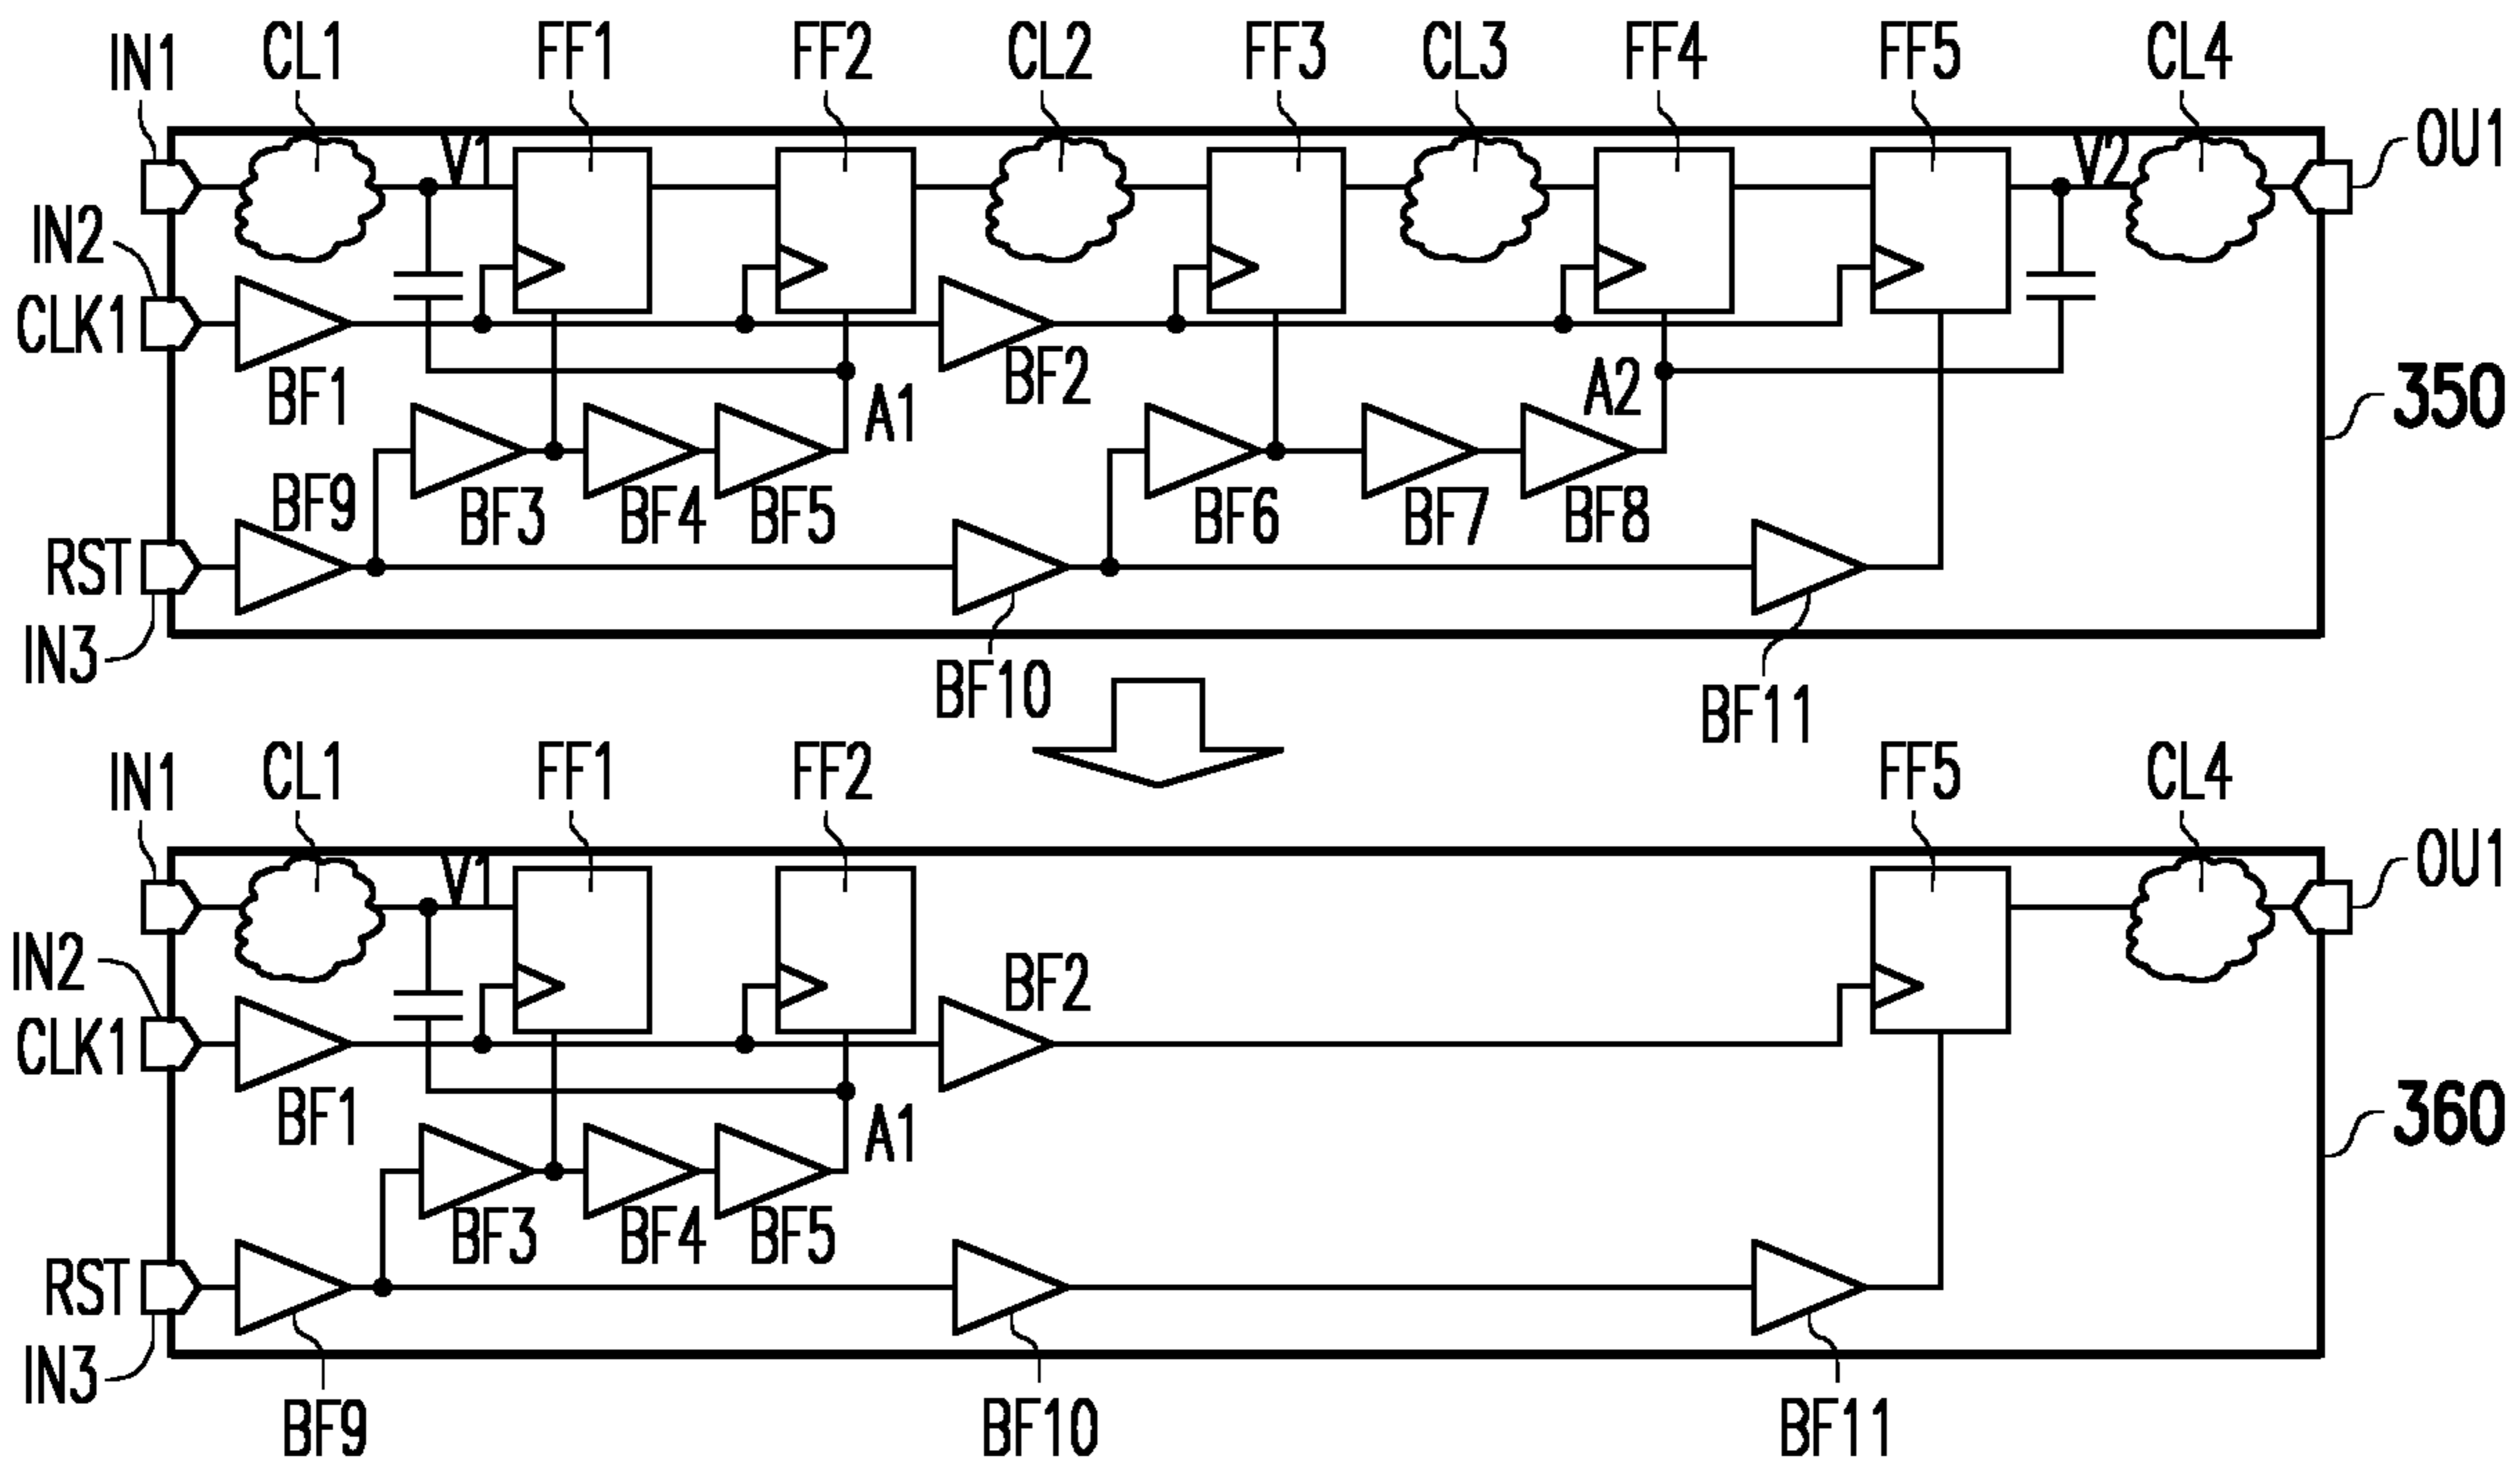 IN1 CL1 FF1 FF2 CL2 FF3 CL3 FF4 FF5 CL4
V1 V2 OU1
IN2
CLK1
BF1 BF2 A1 A2 350
BF9 BF3 BF4 BF5 BF6 BF7 BF8
RST
IN3
BF10 BF11
IN1 CL1 FF1 FF2 FF5 CL4
V1 OU1
IN2 BF2
CLK1
BF1 A1 360
BF3 BF4 BF5
RST
IN3
BF9 BF10 BF11